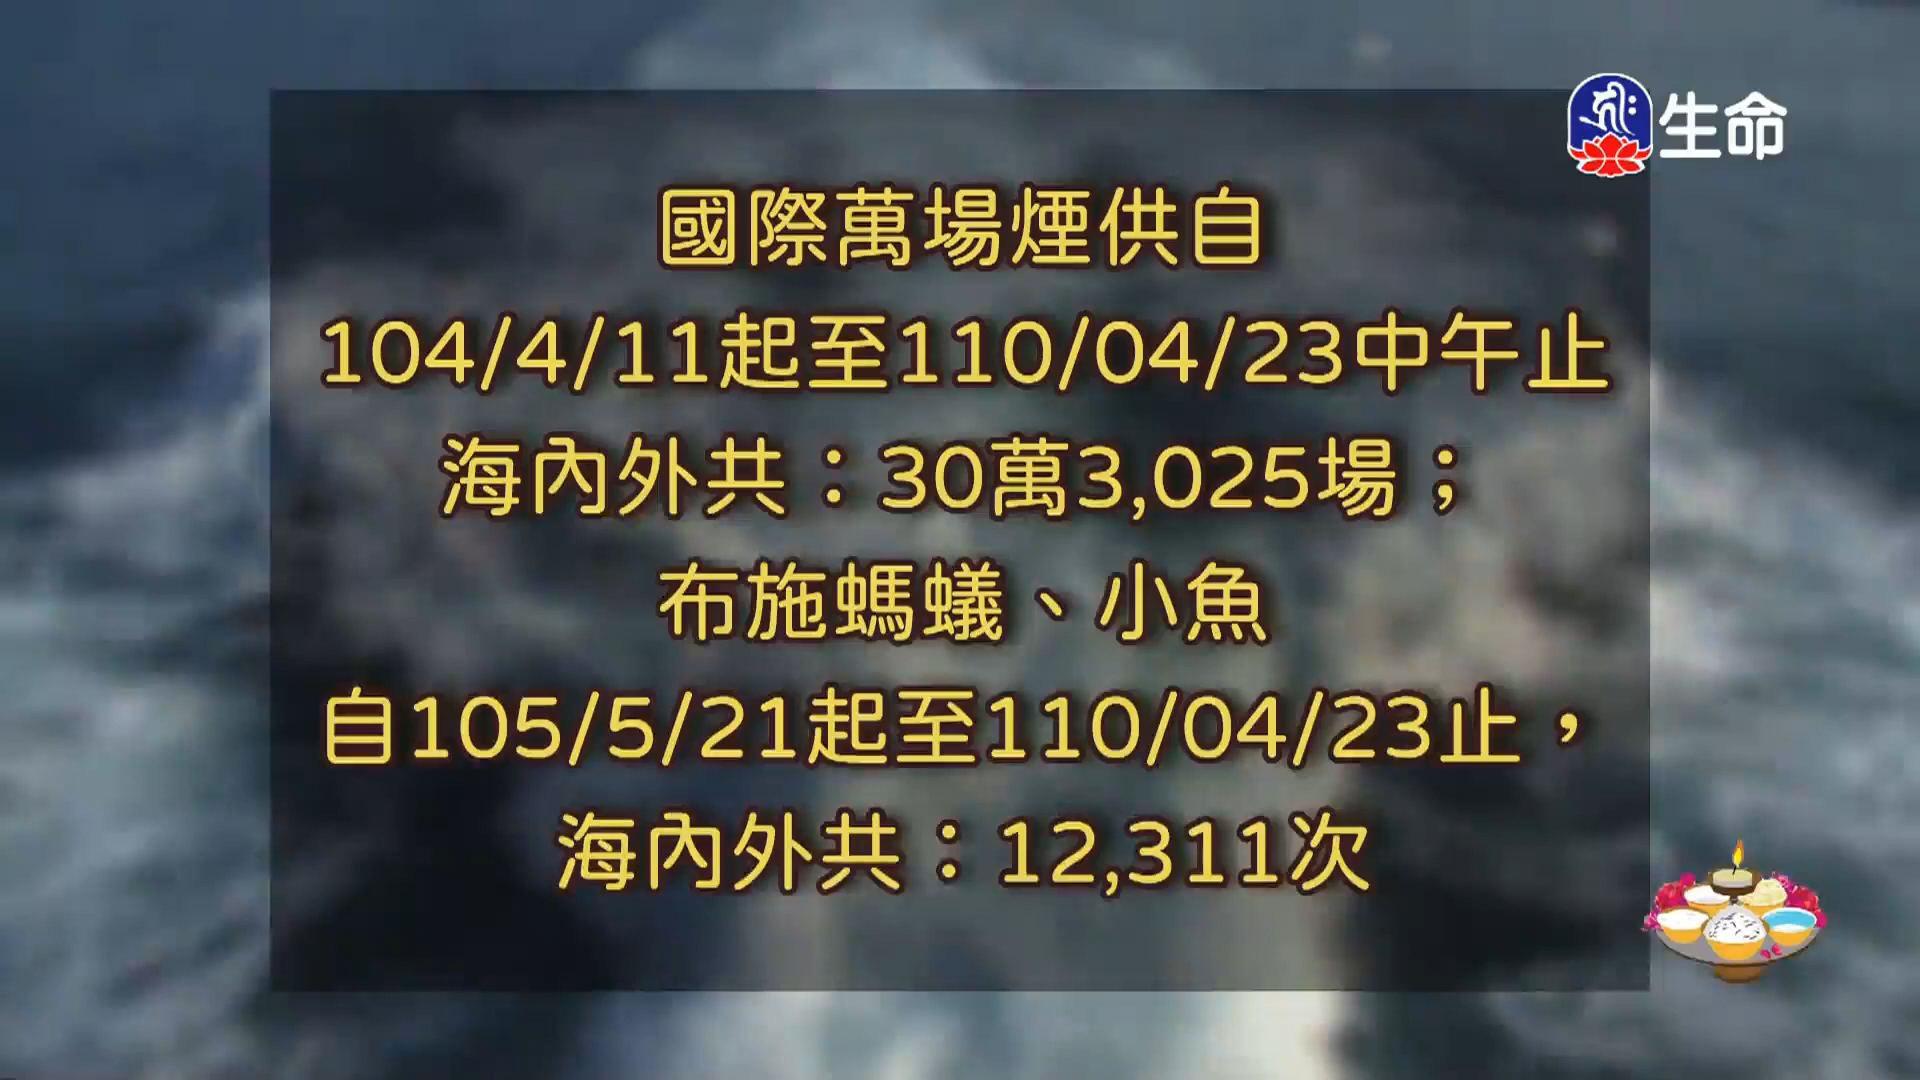 生命
國際萬場煙供自
104/4/11起至110/04/23中午止
海內外共：30萬3,025場；
布施螞蟻、小魚
自105/5/21起至110/04/23止，
海內外共：12,311次